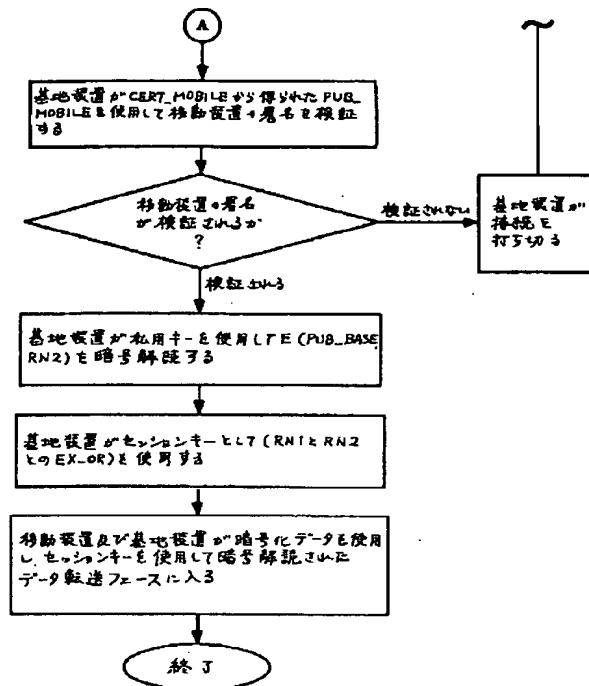 A
基地装置がCERT_MOBILEから得られたPUB_
MOBILEを使用して移動装置の署名を検証
する
移動装置の署名
が検証されるか
?
検証されない
基地装置が
接続を
打ち切る
検証される
基地装置が私用キーを使用してE(PUB_BASE,
RN2)を暗号解読する
基地装置がセッションキーとして(RN1とRN2
とのEX_OR)を使用する
移動装置及び基地装置が暗号化データを使用
し、セッションキーを使用して暗号解読された
データ転送フェースに入る
終了